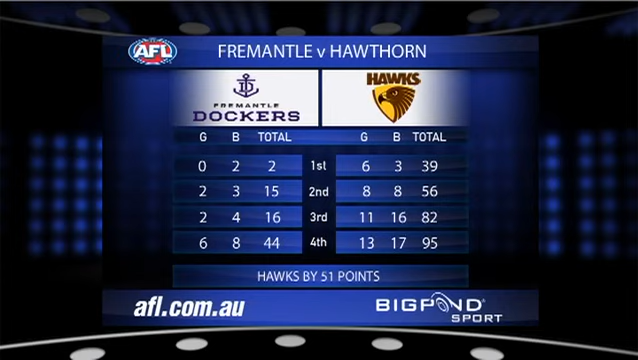 AFL
FREMANTLE v HAWTHORN
FREMANTLE
DOCKERS
HAWKS
G B TOTAL G B TOTAL
0 2 2 1st 6 3 39
2 3 15 2nd 8 8 56
2 4 16 3rd 11 16 82
6 8 44 4th 13 17 95
HAWKS BY 51 POINTS
afl.com.au
BIGPOND
SPORT